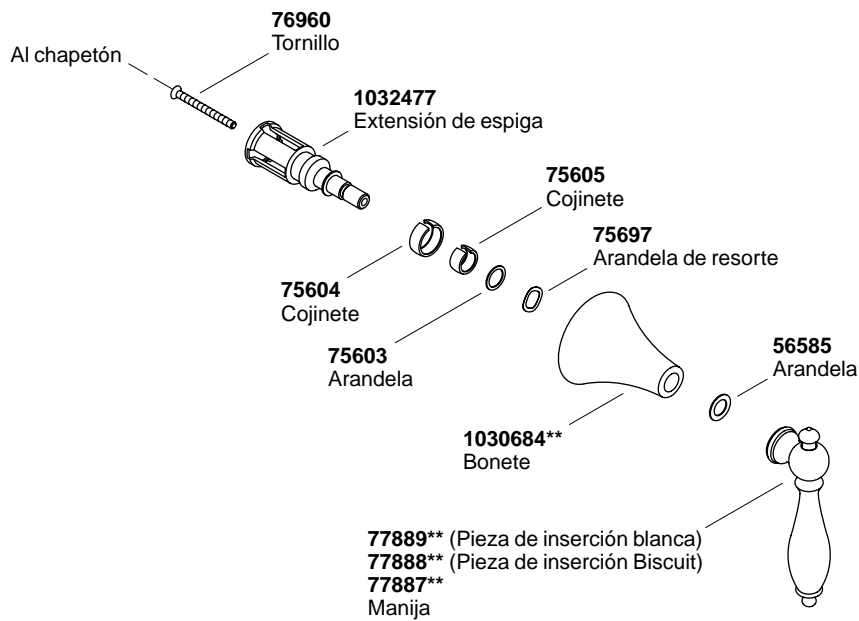 76960
Tornillo
Al chapetón
1032477
Extensión de espiga
75605
Cojinete
75697
Arandela de resorte
75604
Cojinete
75603
Arandela
56585
Arandela
1030684**
Bonete
77889** (Pieza de inserción blanca)
77888** (Pieza de inserción Biscuit)
77887**
Manija